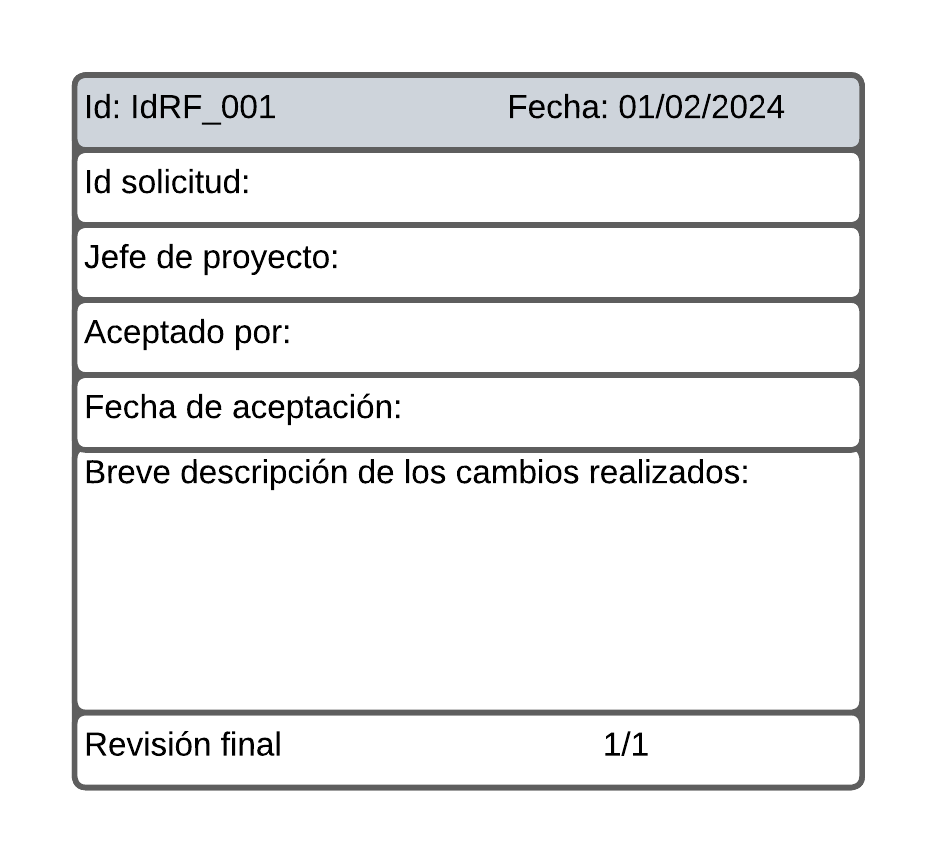 Id: IdRF_001 Fecha: 01/02/2024
Id solicitud:
Jefe de proyecto:
Aceptado por:
Fecha de aceptación:
Breve descripción de los cambios realizados:
Revisión final 1/1